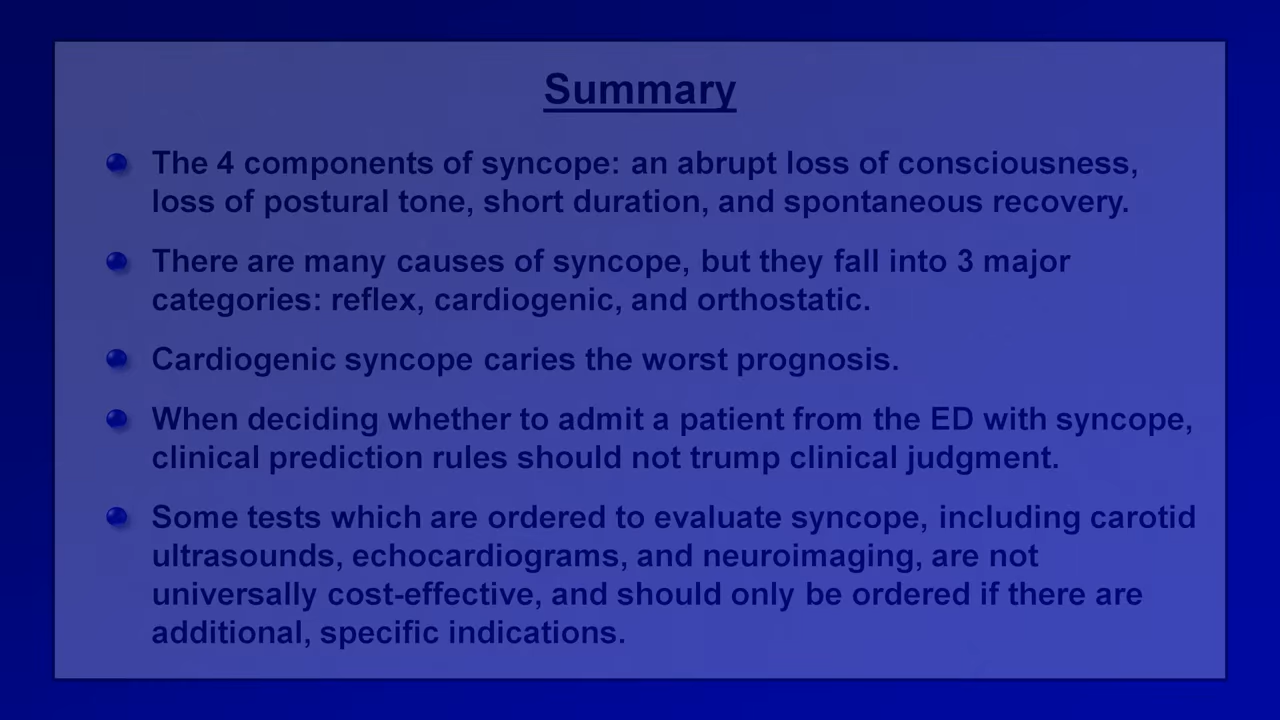 Summary
The 4 components of syncope: an abrupt loss of consciousness,
loss of postural tone, short duration, and spontaneous recovery.
There are many causes of syncope, but they fall into 3 major
categories: reflex, cardiogenic, and orthostatic.
Cardiogenic syncope caries the worst prognosis.
When deciding whether to admit a patient from the ED with syncope,
clinical prediction rules should not trump clinical judgment.
Some tests which are ordered to evaluate syncope, including carotid
ultrasounds, echocardiograms, and neuroimaging, are not
universally cost-effective, and should only be ordered if there are
additional, specific indications.